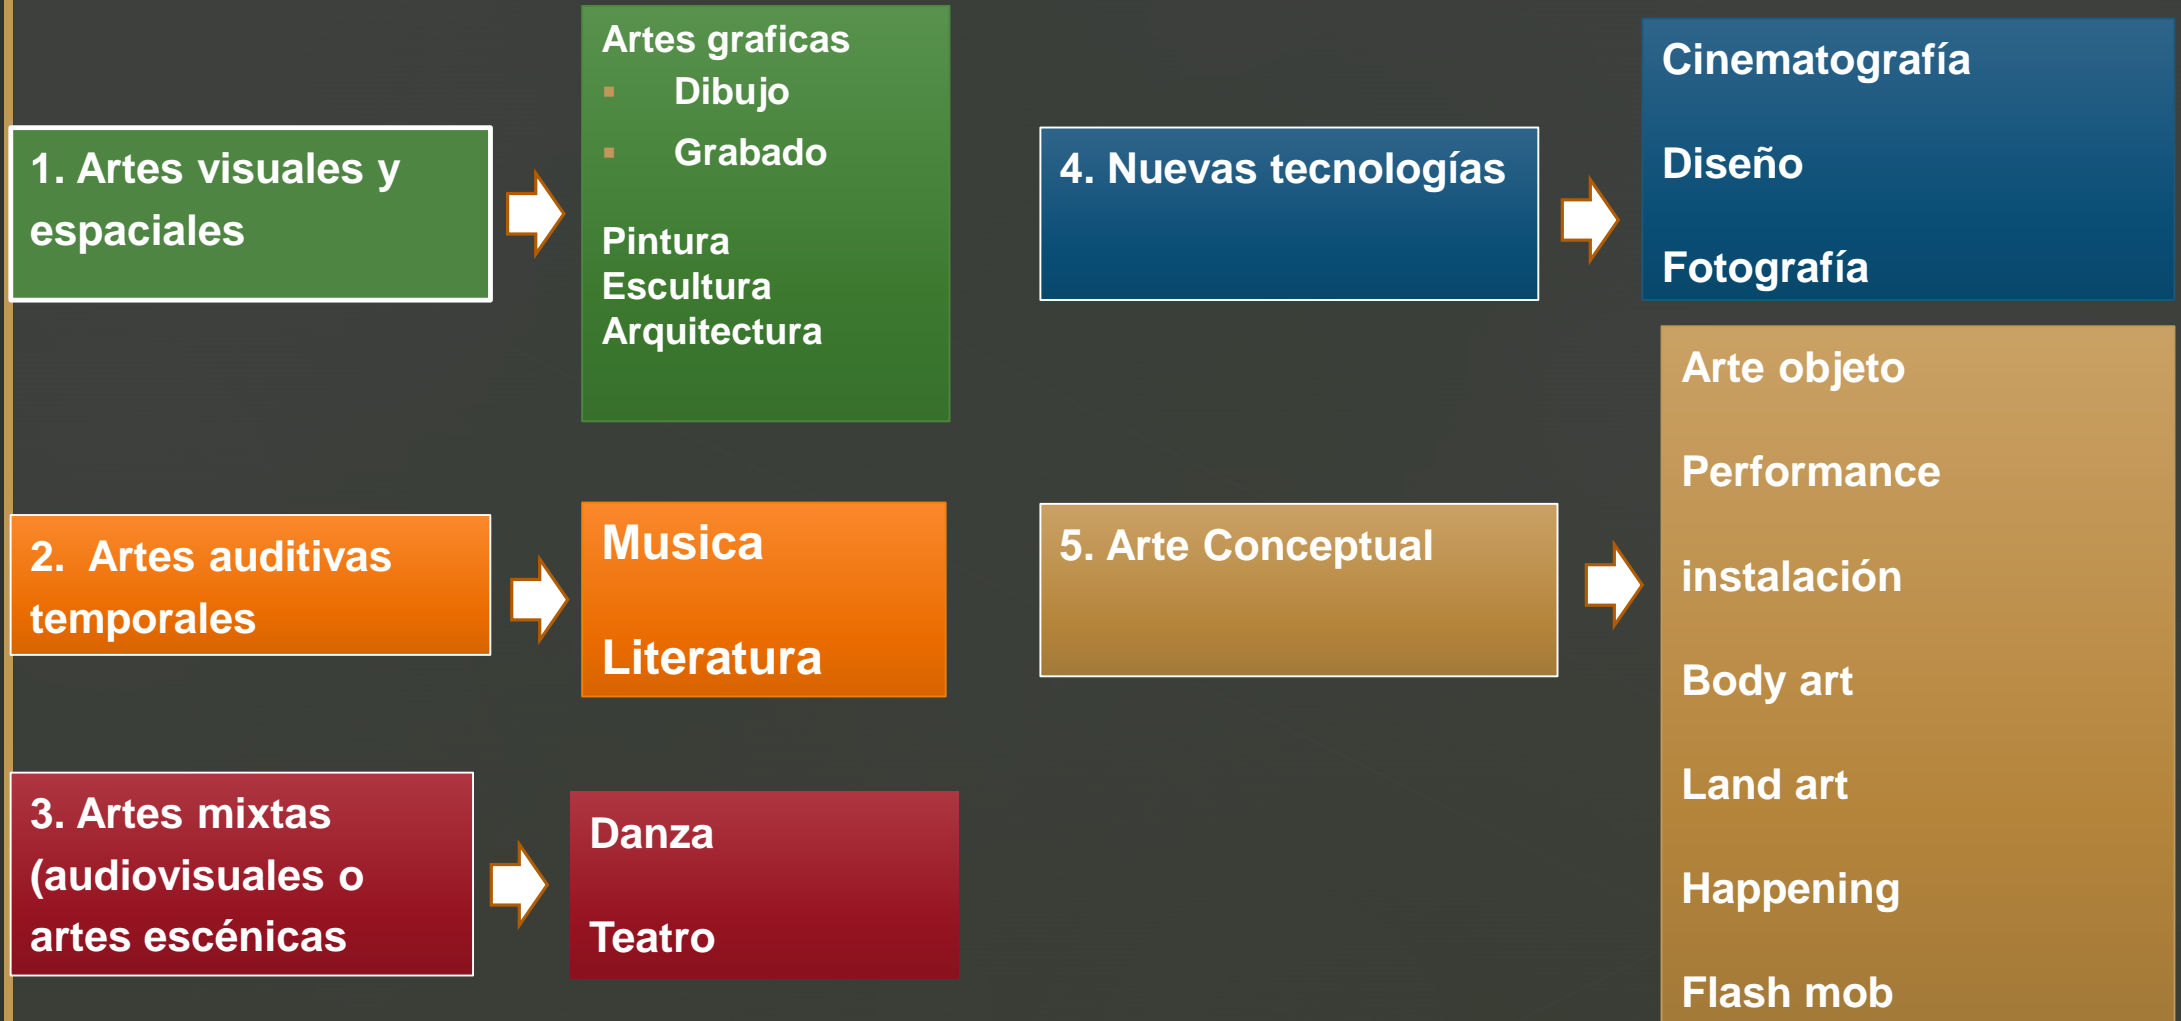 1. Artes visuales y
espaciales
Artes graficas
▪ Dibujo
▪ Grabado
Pintura
Escultura
Arquitectura
2.  Artes auditivas
temporales
Musica
Literatura
3. Artes mixtas
(audiovisuales o
artes escénicas
Danza
Teatro
4. Nuevas tecnologías
Cinematografía
Diseño
Fotografía
5. Arte Conceptual
Arte objeto
Performance
instalación
Body art
Land art
Happening
Flash mob